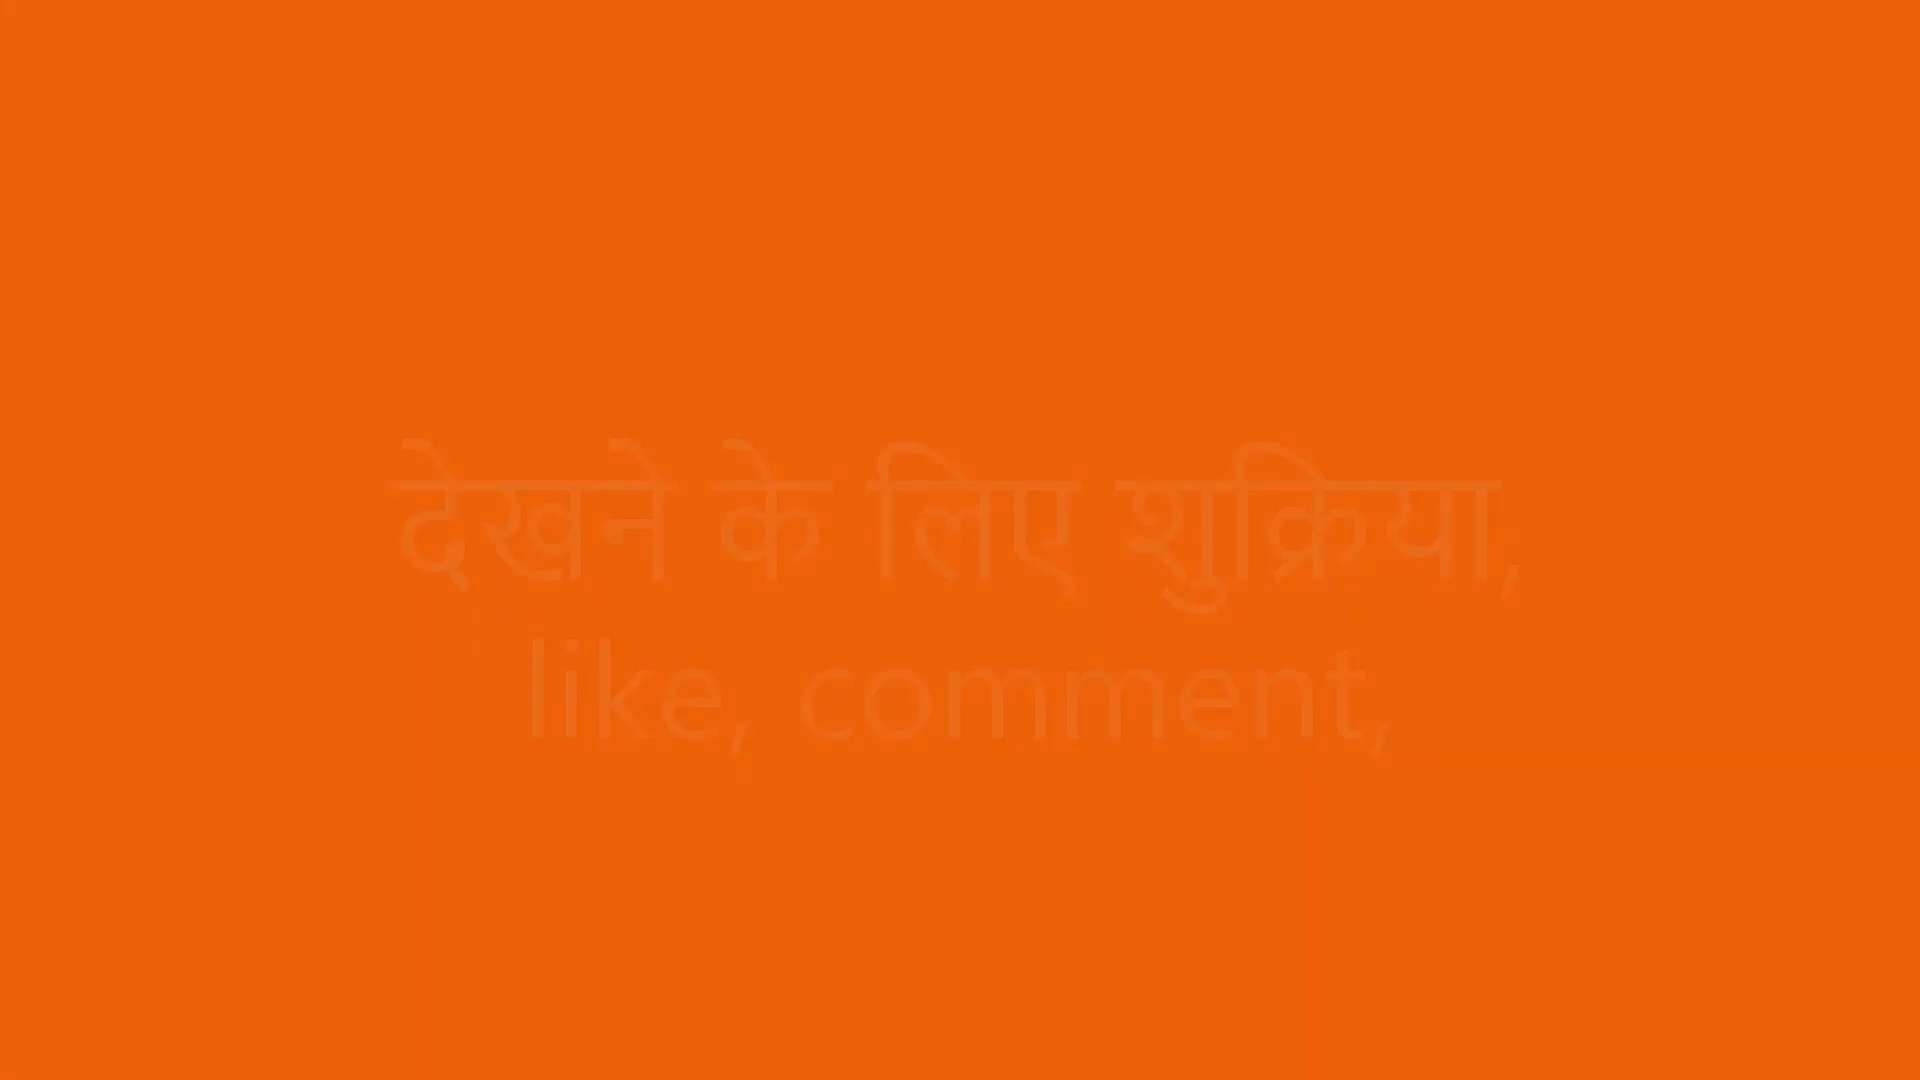 देखने के लिए शुक्रिया,
like, comment,